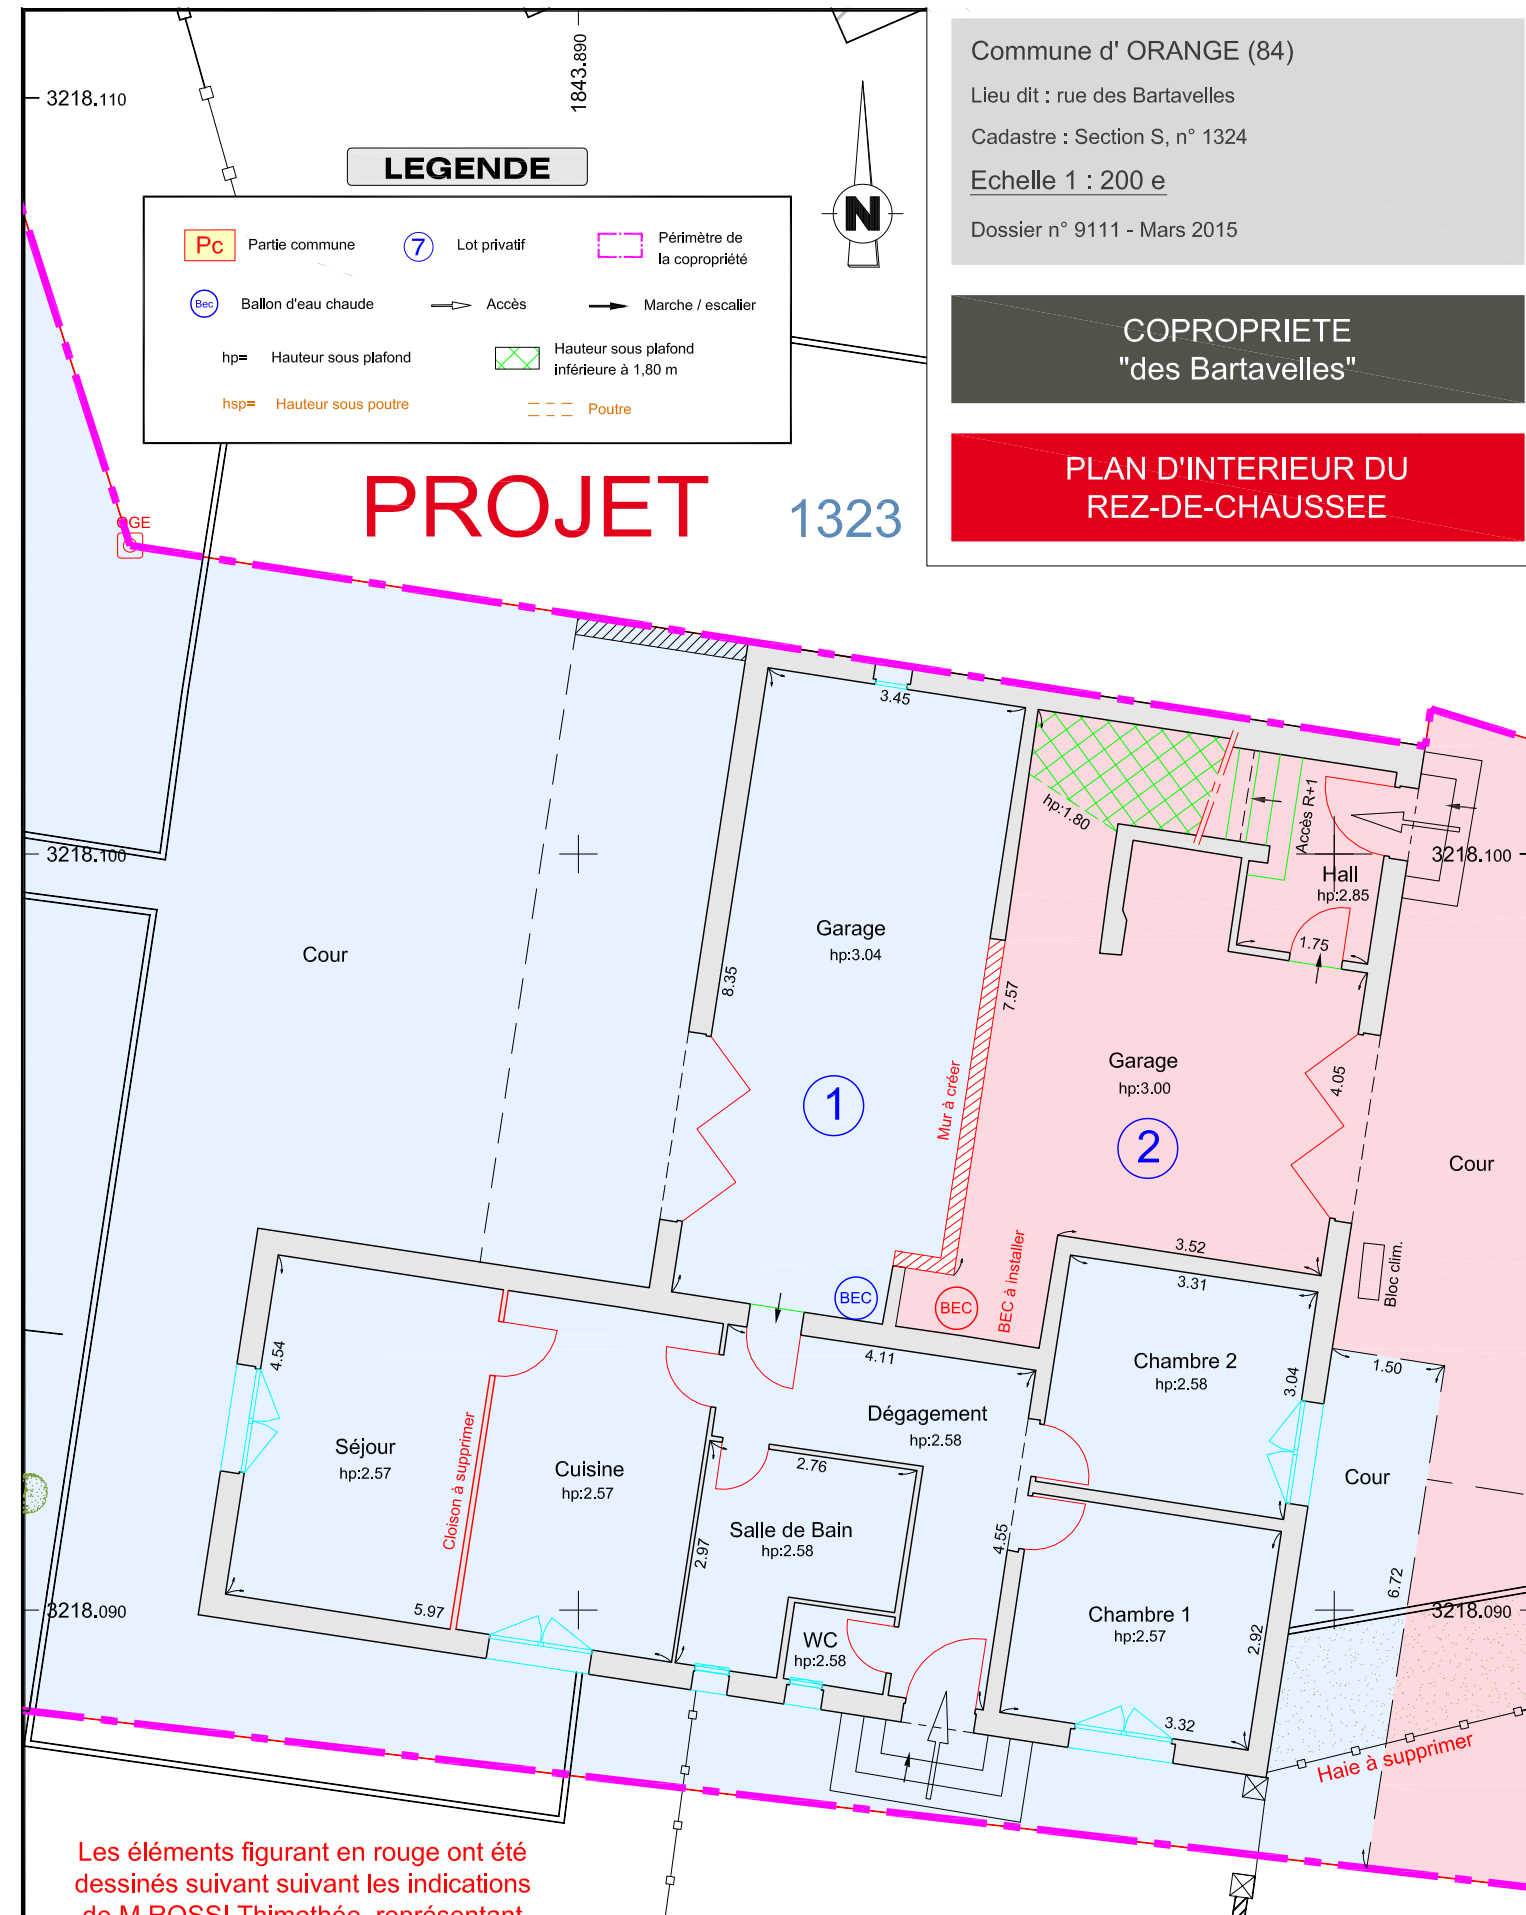 3218.110
1843.890
Commune d' ORANGE (84)
Lieu dit : rue des Bartavelles
Cadastre : Section S, n° 1324
Echelle 1 : 200 e
Dossier n° 9111 - Mars 2015
COPROPRIETE
"des Bartavelles"
PLAN D'INTERIEUR DU
REZ-DE-CHAUSSEE
LEGENDE
N
Pc Partie commune
7 Lot privatif
Périmètre de
la copropriété
Bec Ballon d'eau chaude
Accès
Marche / escalier
hp= Hauteur sous plafond
Hauteur sous plafond
inférieure à 1,80 m
hsp= Hauteur sous poutre
Poutre
PROJET
1323
OGE
3.45
hp:1.80
Accès R+1
3218.100
3218.100
Hall
hp:2.85
1.75
Cour
Garage
hp:3.04
8.35
7.57
Garage
hp:3.00
4.05
1
2
Mur à créer
Cour
3.52
3.31
Bloc clim.
BEC
BEC
BEC à installer
4.54
4.11
Chambre 2
hp:2.58
3.04
1.50
Dégagement
hp:2.58
Séjour
hp:2.57
Cloison à supprimer
Cuisine
hp:2.57
2.76
Cour
Salle de Bain
hp:2.58
2.97
4.55
6.72
3218.090
5.97
3218.090
Chambre 1
hp:2.57
2.92
WC
hp:2.58
3.32
Haie à supprimer
Les éléments figurant en rouge ont été
dessinés suivant suivant les indications
de M ROSSI Thimothée, représentant